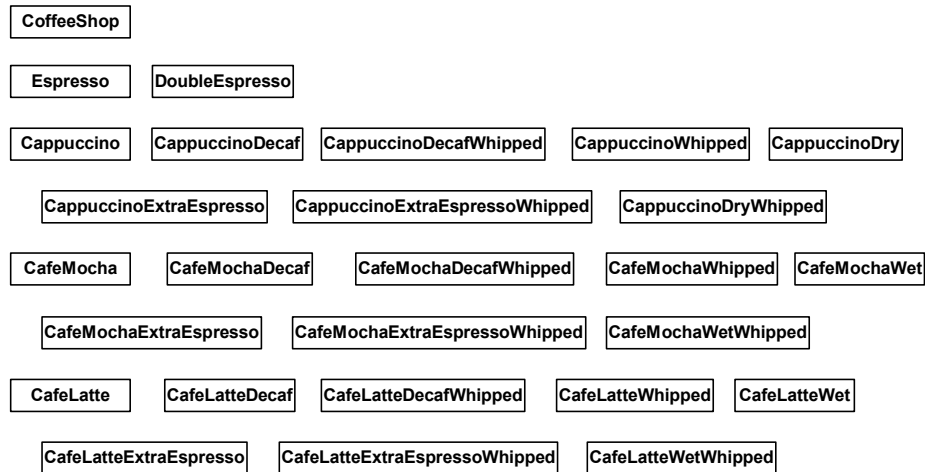 CoffeeShop
Espresso DoubleEspresso
Cappuccino CappuccinoDecaf CappuccinoDecafWhipped CappuccinoWhipped CappuccinoDry
CappuccinoExtraEspresso CappuccinoExtraEspressoWhipped CappuccinoDryWhipped
CafeMocha CafeMochaDecaf CafeMochaDecafWhipped CafeMochaWhipped CafeMochaWet
CafeMochaExtraEspresso CafeMochaExtraEspressoWhipped CafeMochaWetWhipped
CafeLatte CafeLatteDecaf CafeLatteDecafWhipped CafeLatteWhipped CafeLatteWet
CafeLatteExtraEspresso CafeLatteExtraEspressoWhipped CafeLatteWetWhipped